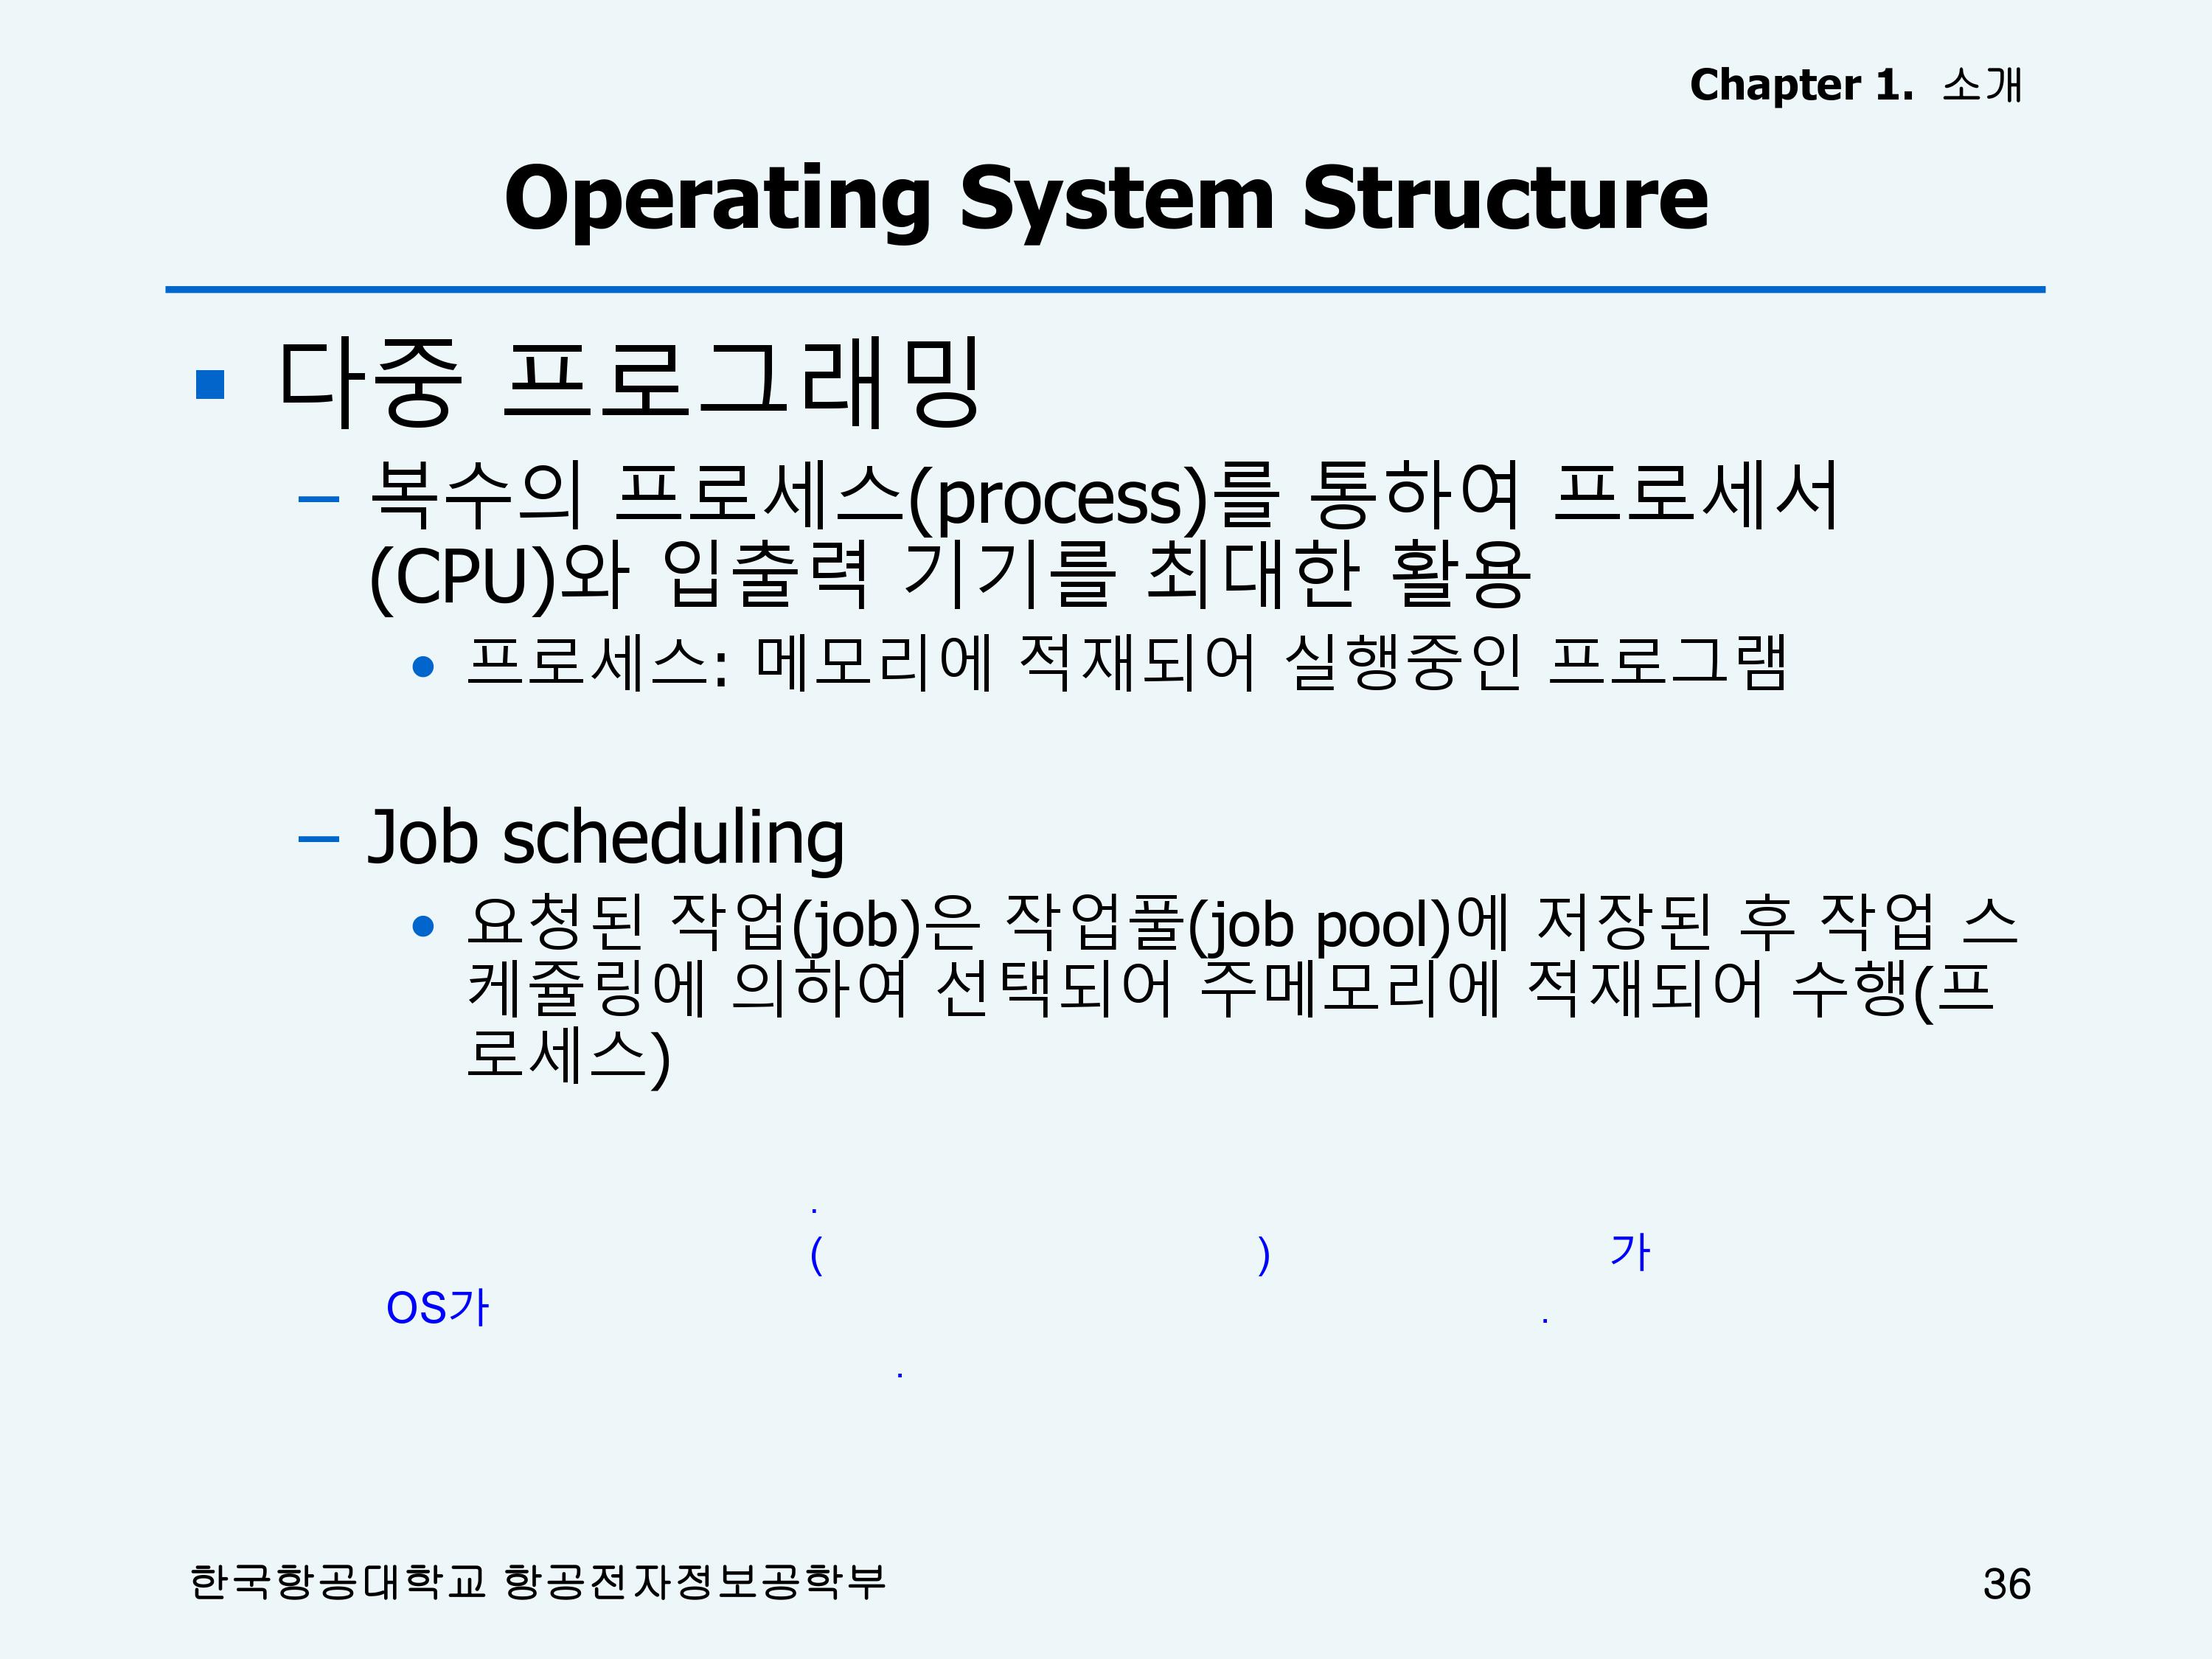 Chapter 1. 소개
Operating System Structure
▪ 다중 프로그래밍
– 복수의 프로세스(process)를 통하여 프로세서
(CPU)와 입출력 기기를 최대한 활용
• 프로세스: 메모리에 적재되어 실행중인 프로그램
– Job scheduling
• 요청된 작업(job)은 작업풀(job pool)에 저장된 후 작업 스
케쥴링에 의하여 선택되어 주메모리에 적재되어 수행(프
로세스)
.
( ) 가
OS가 .
.
한국항공대학교 항공전자정보공학부
36